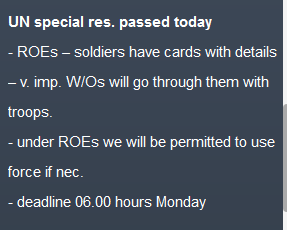 UN special res. passed today
- ROEs – soldiers have cards with details
– v. imp. W/Os will go through them with
troops.
- under ROEs we will be permitted to use
force if nec.
- deadline 06.00 hours Monday